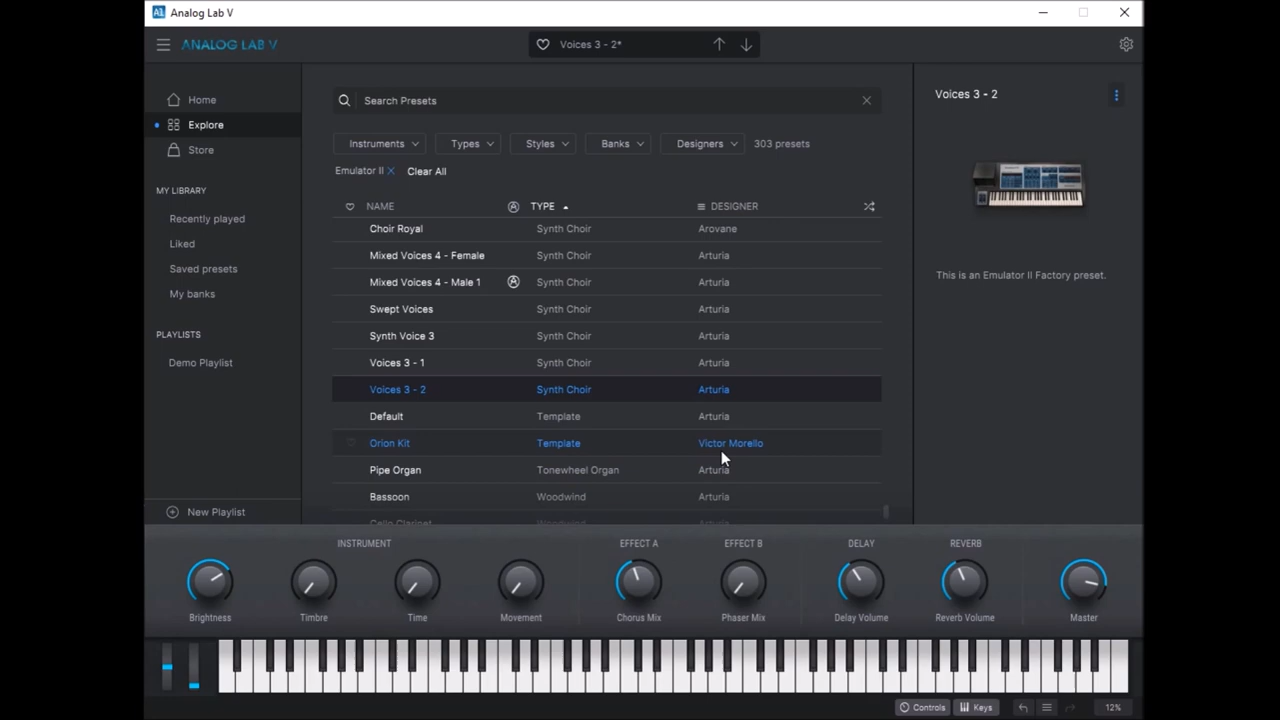 Analog Lab V
ANALOG LAB V
Voices 3 - 2*
Home
Explore
Store
MY LIBRARY
Recently played
Liked
Saved presets
My banks
PLAYLISTS
Demo Playlist
New Playlist
Search Presets
Instruments Types Styles Banks Designers 303 presets
Emulator II Clear All
NAME TYPE DESIGNER
Choir Royal Synth Choir Arovane
Mixed Voices 4 - Female Synth Choir Arturia
Mixed Voices 4 - Male 1 Synth Choir Arturia
Swept Voices Synth Choir Arturia
Synth Voice 3 Synth Choir Arturia
Voices 3 - 1 Synth Choir Arturia
Voices 3 - 2 Synth Choir Arturia
Default Template Arturia
Orion Kit Template Victor Morello
Pipe Organ Tonewheel Organ Arturia
Bassoon Woodwind Arturia
Cello Clarinet Woodwind Arturia
Voices 3 - 2
This is an Emulator II Factory preset.
INSTRUMENT EFFECT A EFFECT B DELAY REVERB
Brightness Timbre Time Movement Chorus Mix Phaser Mix Delay Volume Reverb Volume Master
Controls Keys 12%